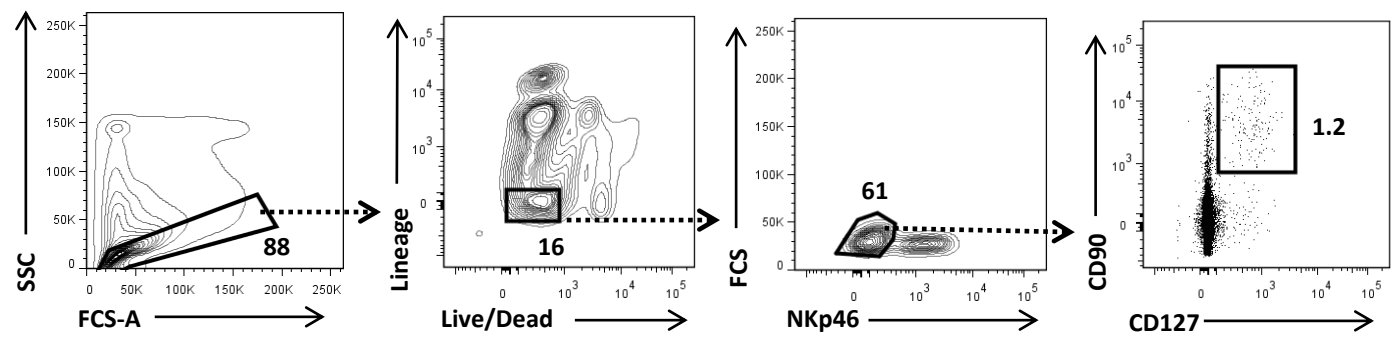 SSC
250K
200K
150K
100K
50K
0
88
0 50K 100K 150K 200K 250K
FCS-A
Lineage
10^5
10^4
10^3
0
16
0 10^3 10^4 10^5
Live/Dead
FCS
250K
200K
150K
100K
50K
0
61
0 10^3 10^4 10^5
NKp46
CD90
10^5
10^4
10^3
0
1.2
0 10^3 10^4 10^5
CD127